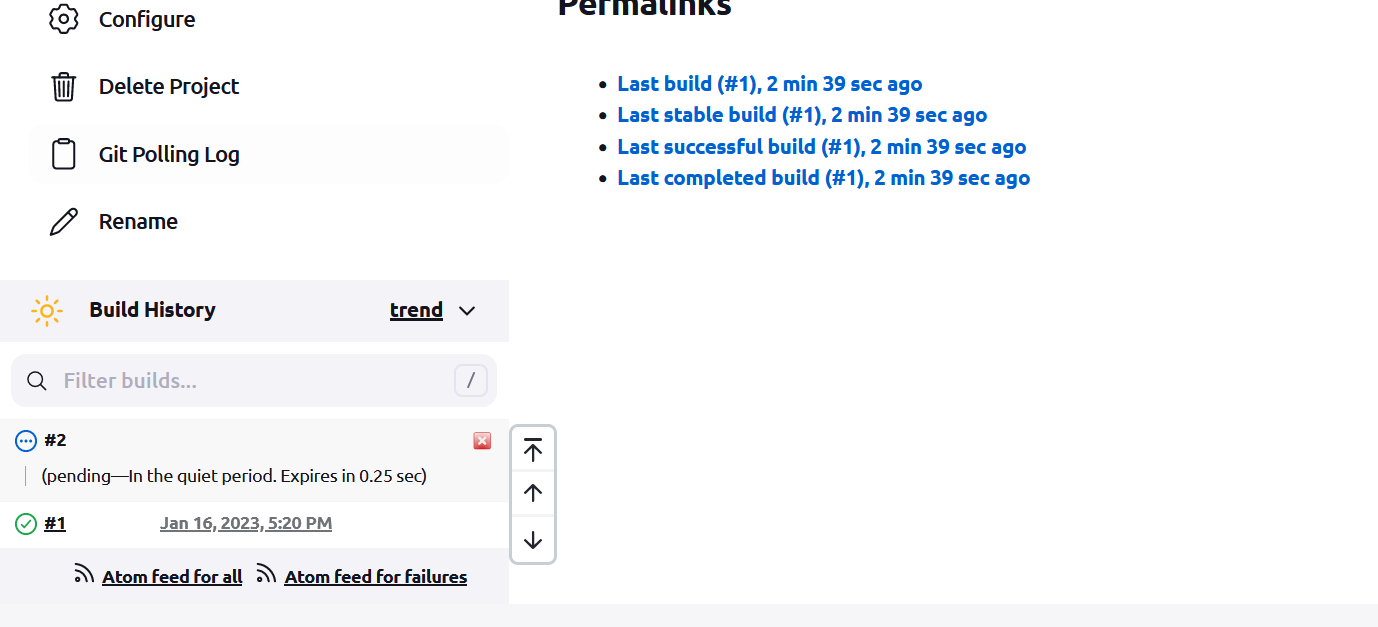 Configure
Delete Project
Git Polling Log
Rename
Build History trend
Filter builds... /
#2
(pending—In the quiet period. Expires in 0.25 sec)
#1 Jan 16, 2023, 5:20 PM
Atom feed for all Atom feed for failures
Permalinks
Last build (#1), 2 min 39 sec ago
Last stable build (#1), 2 min 39 sec ago
Last successful build (#1), 2 min 39 sec ago
Last completed build (#1), 2 min 39 sec ago